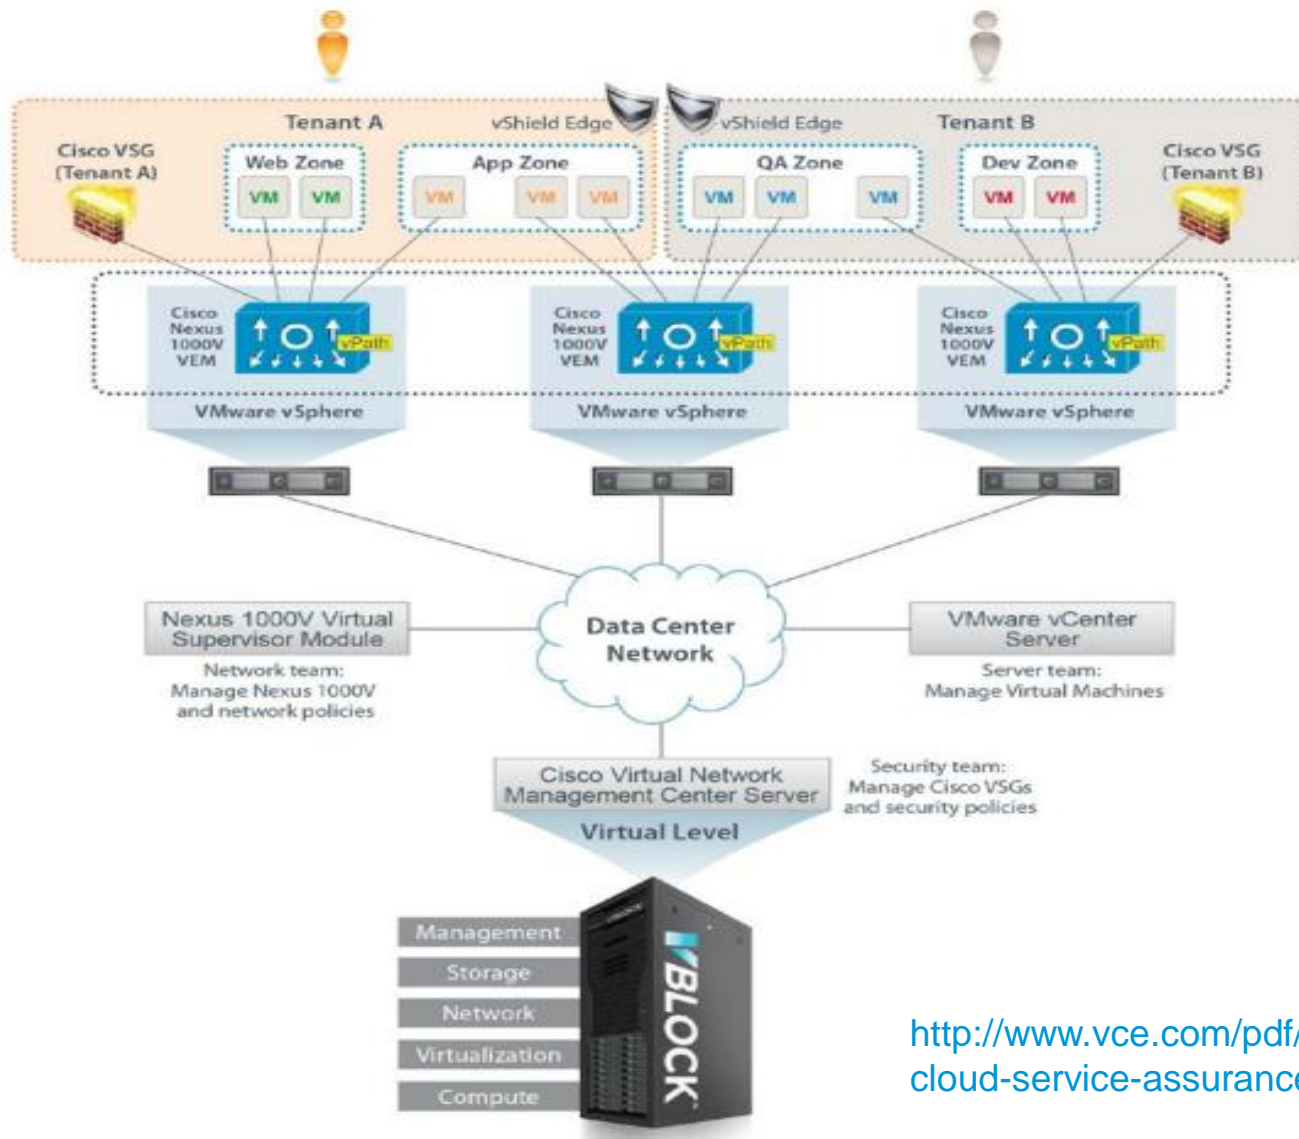 Tenant A
vShield Edge
vShield Edge
Tenant B
Cisco VSG
(Tenant A)
Web Zone
VM VM
App Zone
VM VM VM
QA Zone
VM VM VM
Dev Zone
VM VM
Cisco VSG
(Tenant B)
Cisco
Nexus
1000V
VEM
vPath
Cisco
Nexus
1000V
VEM
vPath
Cisco
Nexus
1000V
VEM
vPath
VMware vSphere
VMware vSphere
VMware vSphere
Nexus 1000V Virtual
Supervisor Module
Network team:
Manage Nexus 1000V
and network policies
Data Center
Network
VMware vCenter
Server
Server team:
Manage Virtual Machines
Cisco Virtual Network
Management Center Server
Security team:
Manage Cisco VSGs
and security policies
Virtual Level
Management
Storage
Network
Virtualization
Compute
VBLOCK
http://www.vce.com/pdf/
cloud-service-assurance